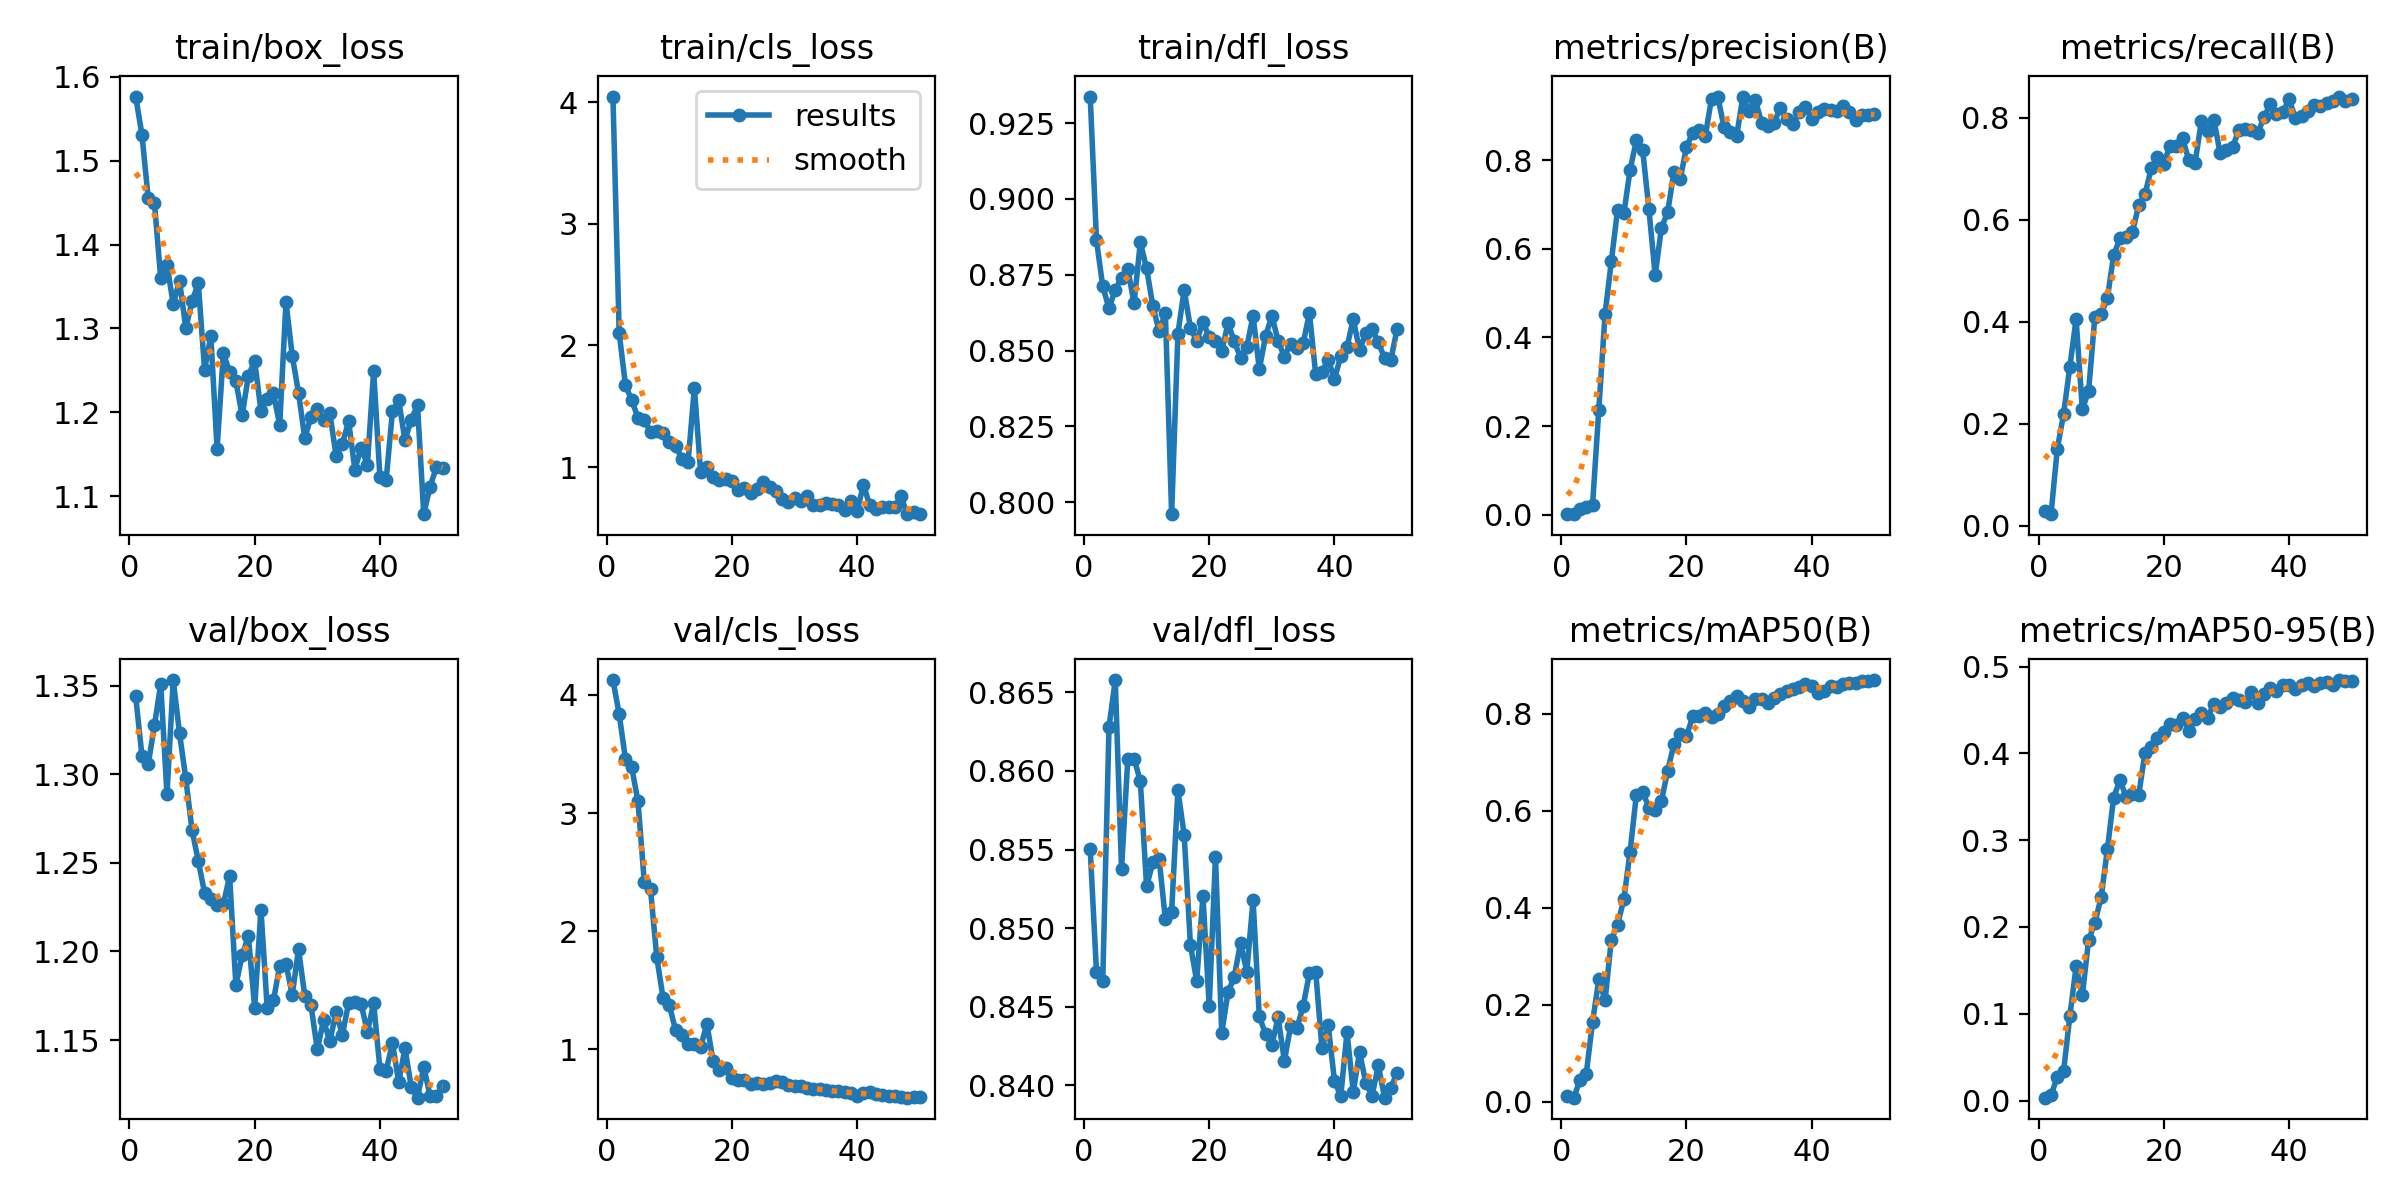 train/box_loss
1.6
1.5
1.4
1.3
1.2
1.1
0 20 40
train/cls_loss
results
smooth
4
3
2
1
0 20 40
train/dfl_loss
0.925
0.900
0.875
0.850
0.825
0.800
0 20 40
metrics/precision(B)
0.8
0.6
0.4
0.2
0.0
0 20 40
metrics/recall(B)
0.8
0.6
0.4
0.2
0.0
0 20 40
val/box_loss
1.35
1.30
1.25
1.20
1.15
0 20 40
val/cls_loss
4
3
2
1
0 20 40
val/dfl_loss
0.865
0.860
0.855
0.850
0.845
0.840
0 20 40
metrics/mAP50(B)
0.8
0.6
0.4
0.2
0.0
0 20 40
metrics/mAP50-95(B)
0.5
0.4
0.3
0.2
0.1
0.0
0 20 40